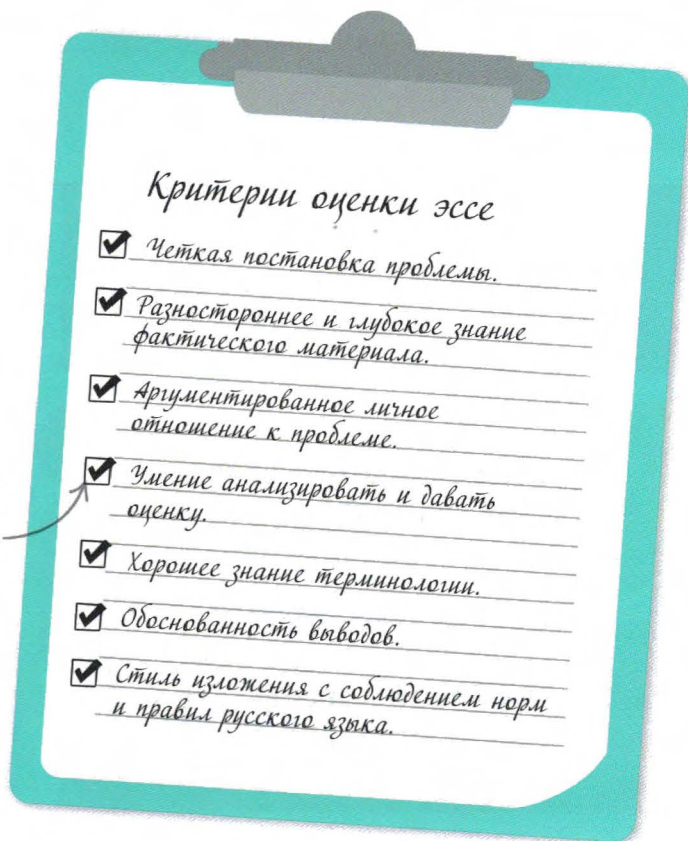 Критерии оценки эссе
Четкая постановка проблемы.
Разностороннее и глубокое знание
фактического материала.
Аргументированное личное
отношение к проблеме.
Умение анализировать и давать
оценку.
Хорошее знание терминологии.
Обоснованность выводов.
Стиль изложения с соблюдением норм
и правил русского языка.